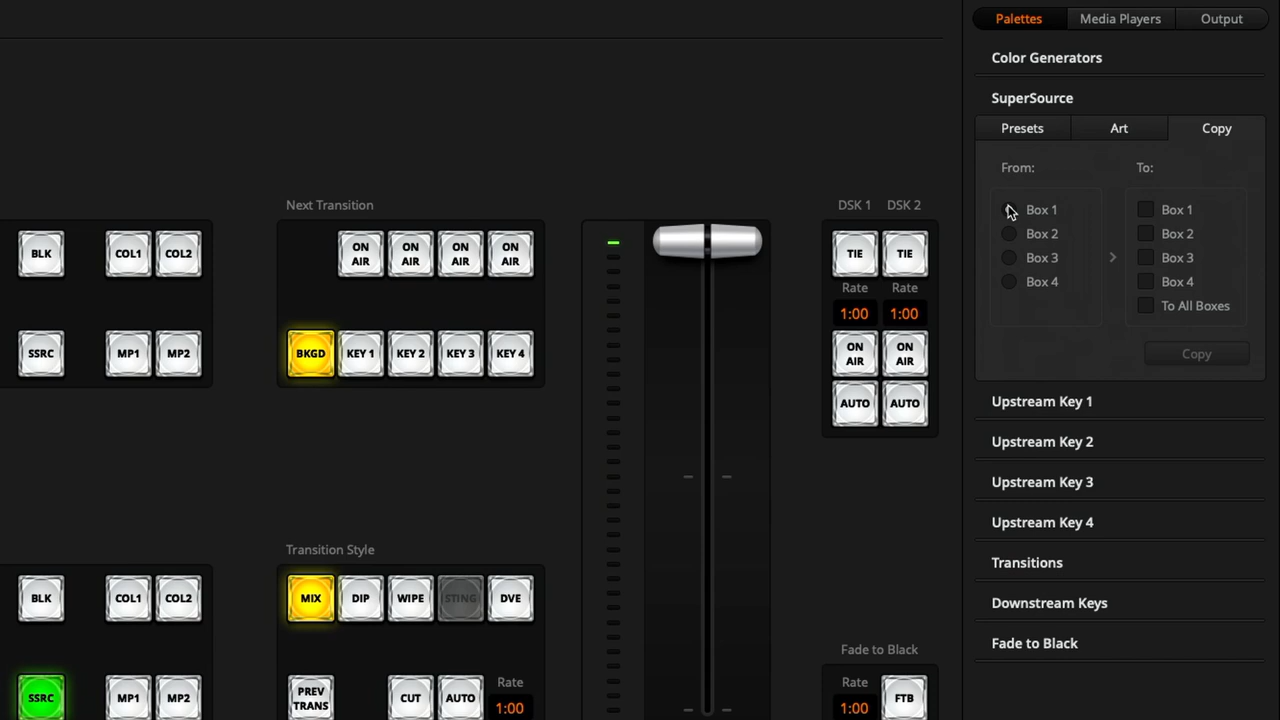 Palettes
Media Players
Output
Color Generators
SuperSource
Presets
Art
Copy
From:
To:
Box 1
Box 2
Box 3
Box 4
Box 1
Box 2
Box 3
Box 4
To All Boxes
Copy
Upstream Key 1
Upstream Key 2
Upstream Key 3
Upstream Key 4
Transitions
Downstream Keys
Fade to Black
BLK
COL1
COL2
SSRC
MP1
MP2
Next Transition
ON
AIR
ON
AIR
ON
AIR
ON
AIR
BKGD
KEY 1
KEY 2
KEY 3
KEY 4
DSK 1
DSK 2
TIE
TIE
Rate
Rate
1:00
1:00
ON
AIR
ON
AIR
AUTO
AUTO
BLK
COL1
COL2
SSRC
MP1
MP2
Transition Style
MIX
DIP
WIPE
STING
DVE
PREV
TRANS
CUT
AUTO
Rate
1:00
Fade to Black
Rate
1:00
FTB